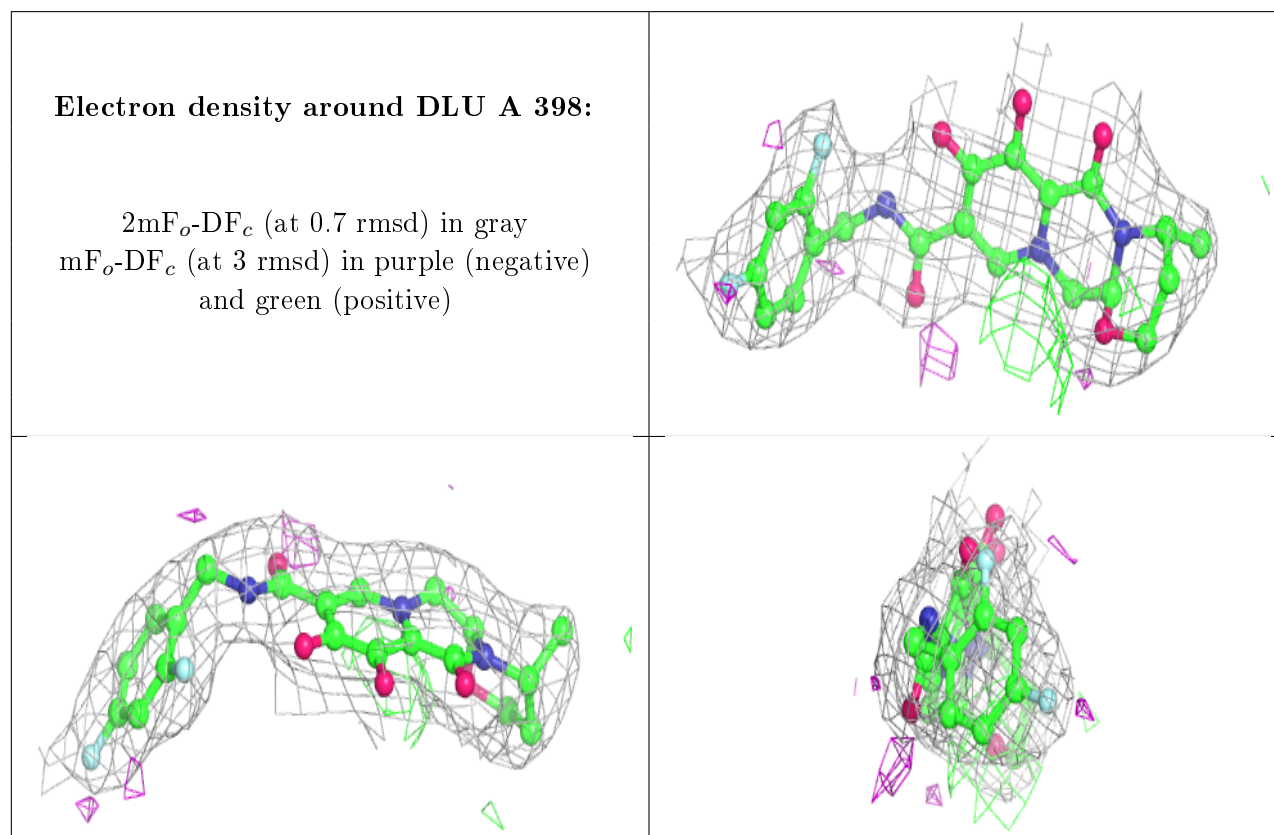 Electron density around DLU A 398:
2mFo-DFc (at 0.7 rmsd) in gray
mFo-DFc (at 3 rmsd) in purple (negative)
and green (positive)